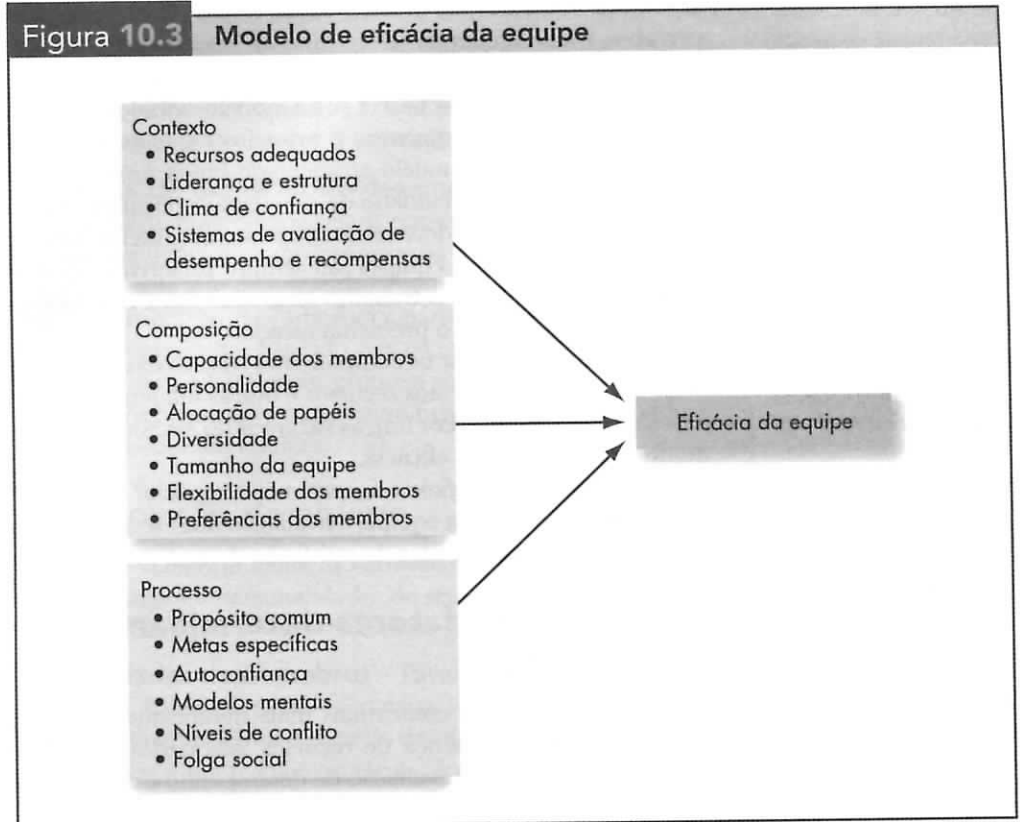 Figura 10.3 Modelo de eficácia da equipe
Contexto
• Recursos adequados
• Liderança e estrutura
• Clima de confiança
• Sistemas de avaliação de
desempenho e recompensas
Composição
• Capacidade dos membros
• Personalidade
• Alocação de papéis
• Diversidade
• Tamanho da equipe
• Flexibilidade dos membros
• Preferências dos membros
Eficácia da equipe
Processo
• Propósito comum
• Metas específicas
• Autoconfiança
• Modelos mentais
• Níveis de conflito
• Folga social